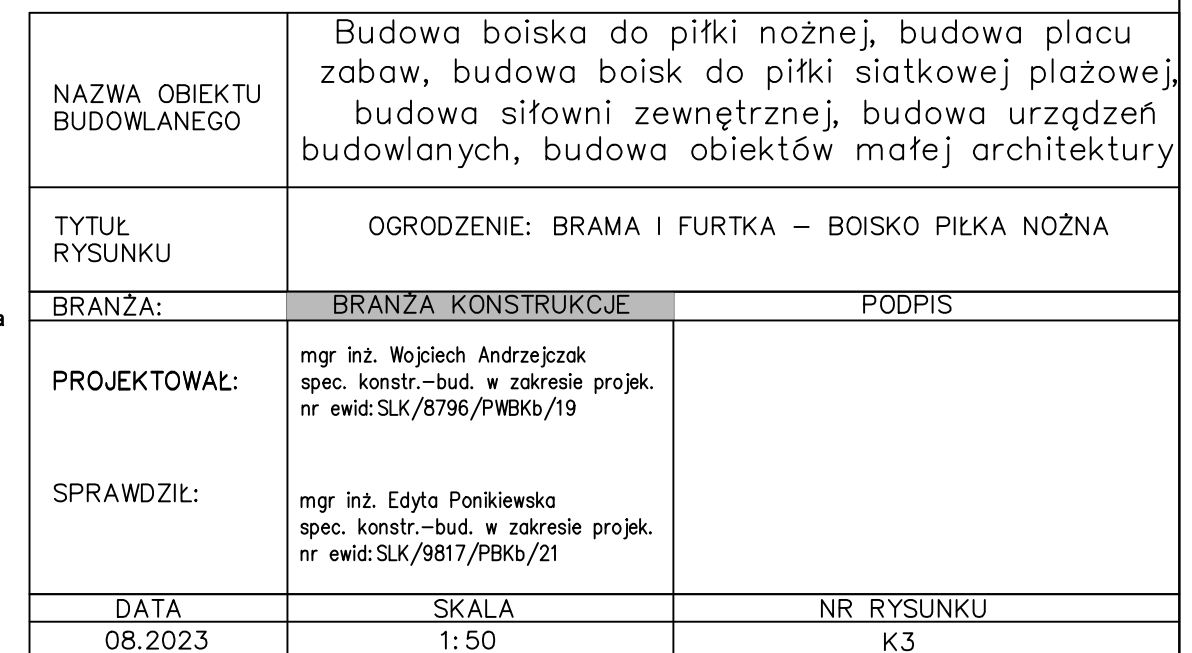 NAZWA OBIEKTU
BUDOWLANEGO
Budowa boiska do piłki nożnej, budowa placu
zabaw, budowa boisk do piłki siatkowej plażowej,
budowa siłowni zewnętrznej, budowa urządzeń
budowlanych, budowa obiektów małej architektury
TYTUŁ
RYSUNKU
OGRODZENIE: BRAMA I FURTKA – BOISKO PIŁKA NOŻNA
BRANŻA: BRANŻA KONSTRUKCJE PODPIS
a
PROJEKTOWAŁ:
mgr inż. Wojciech Andrzejczak
spec. konstr.–bud. w zakresie projek.
nr ewid:SLK/8796/PWBKb/19
SPRAWDZIŁ:
mgr inż. Edyta Ponikiewska
spec. konstr.–bud. w zakresie projek.
nr ewid:SLK/9817/PBKb/21
DATA SKALA NR RYSUNKU
08.2023 1:50 K3